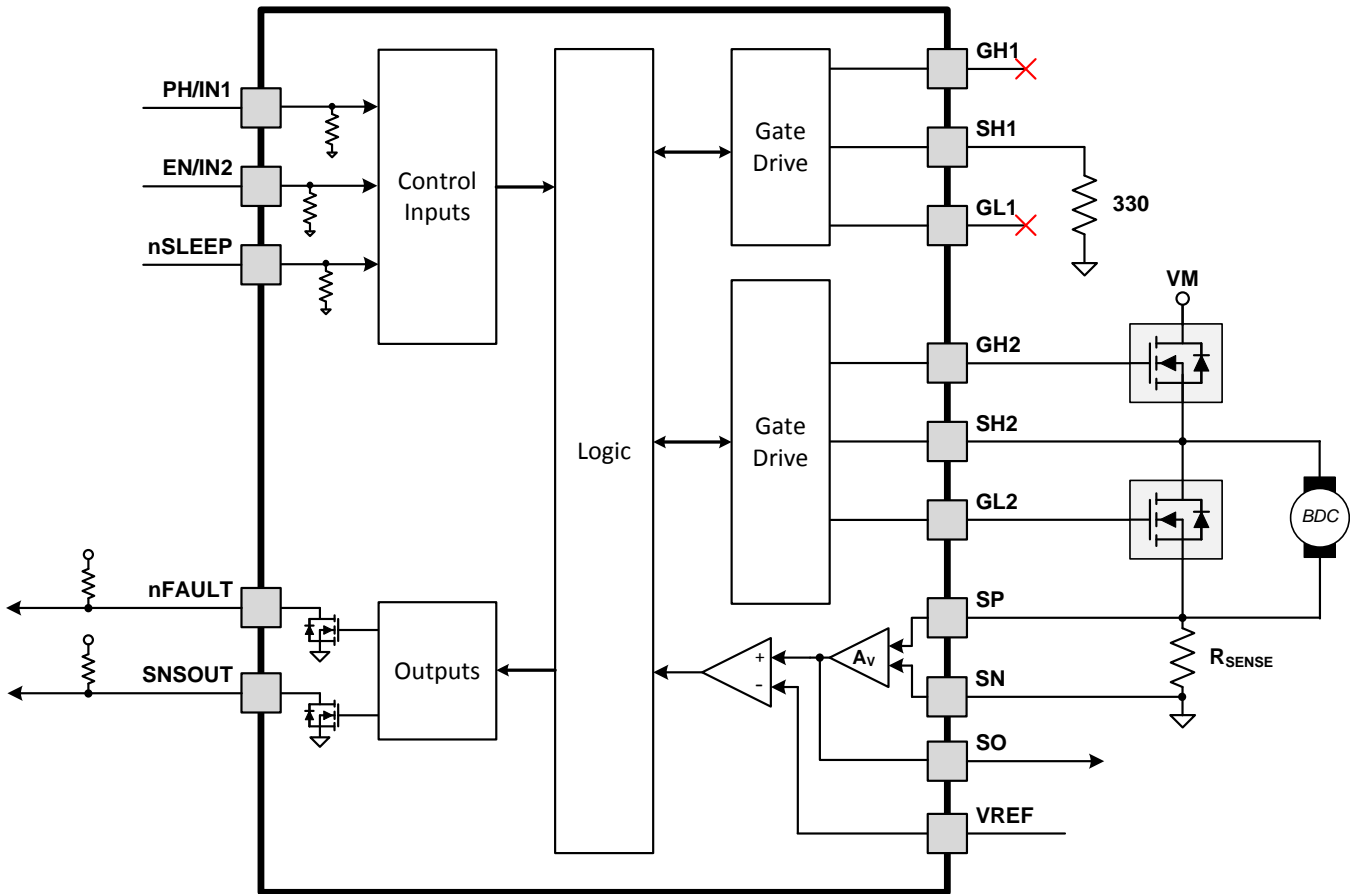 GH1
PH/IN1
SH1
EN/IN2
Control
Inputs
Gate
Drive
330
GL1
nSLEEP
VM
GH2
SH2
Logic
Gate
Drive
GL2
BDC
nFAULT
SP
Outputs
+
-
AV
RSENSE
SNSOUT
SN
SO
VREF